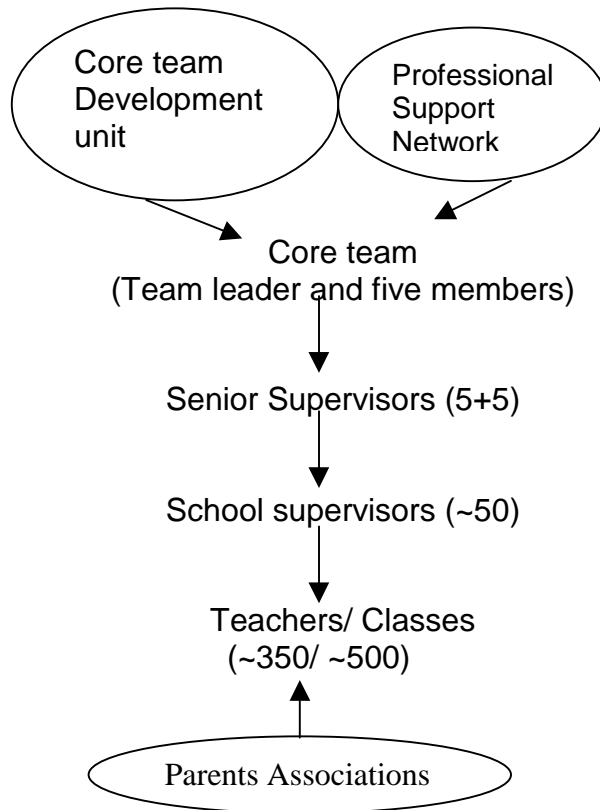 Core team
Development
unit
Professional
Support
Network
Core team
(Team leader and five members)
Senior Supervisors (5+5)
School supervisors (~50)
Teachers/ Classes
(~350/ ~500)
Parents Associations